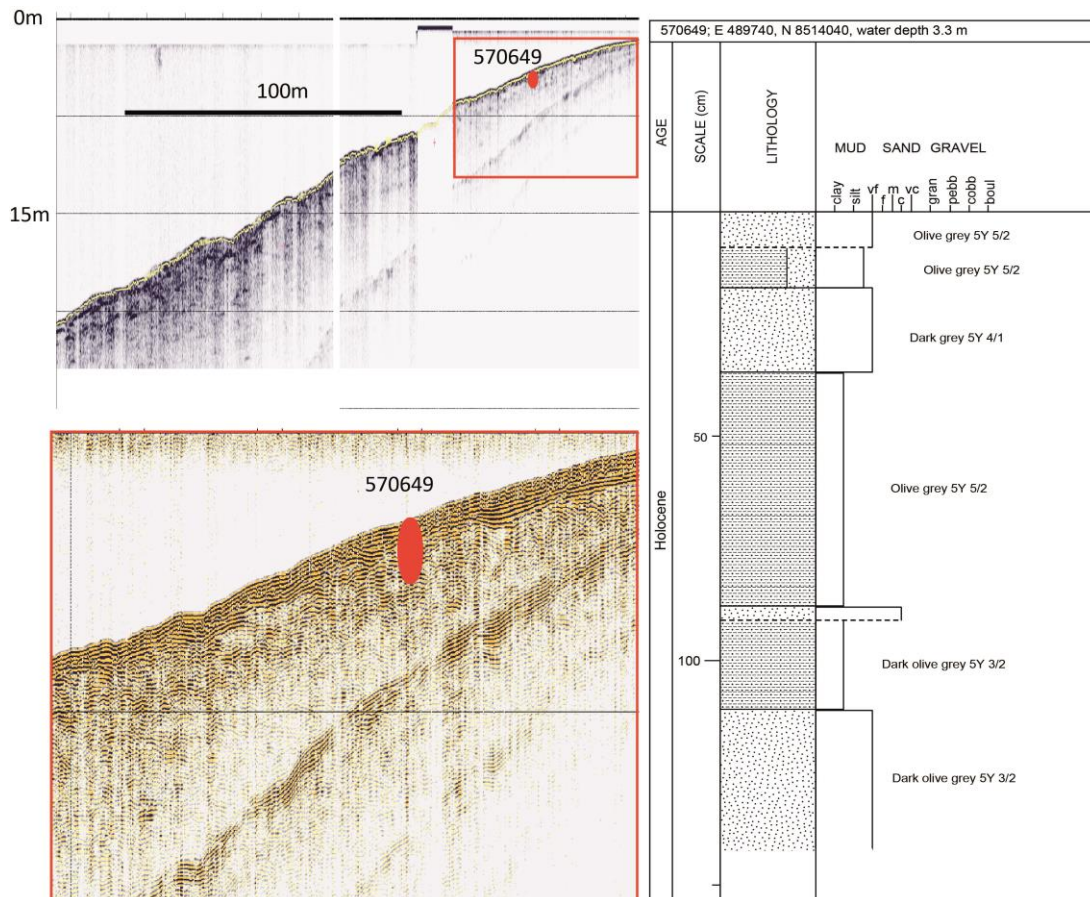 0m
570649
100m
15m
570649
570649; E 489740, N 8514040, water depth 3.3 m
AGE
SCALE (cm)
LITHOLOGY
MUD SAND GRAVEL
clay
silt
vf
f
m
c
vc
gran
pebb
cobb
boul
Olive grey 5Y 5/2
Olive grey 5Y 5/2
Dark grey 5Y 4/1
50
Olive grey 5Y 5/2
Holocene
100
Dark olive grey 5Y 3/2
Dark olive grey 5Y 3/2